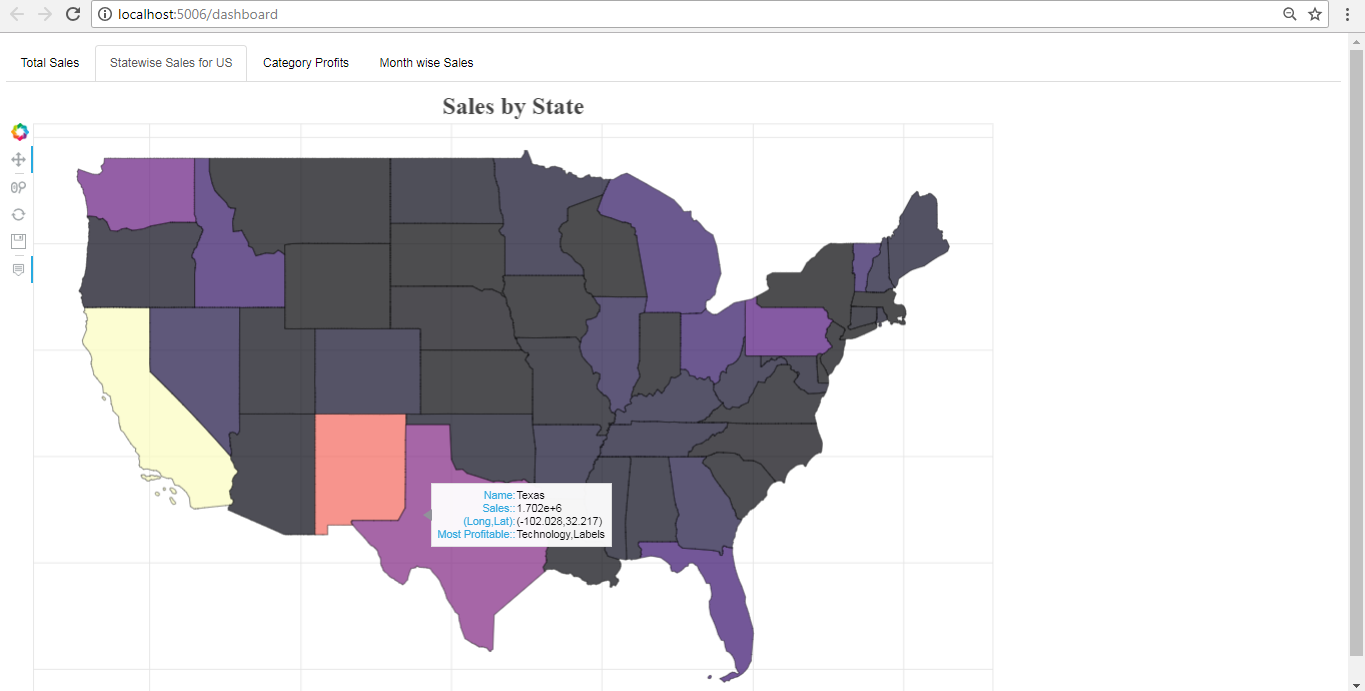 localhost:5006/dashboard
Total Sales Statewise Sales for US Category Profits Month wise Sales
Sales by State
Name: Texas
Sales:: 1.702e+6
(Long,Lat): (-102.028,32.217)
Most Profitable:: Technology,Labels